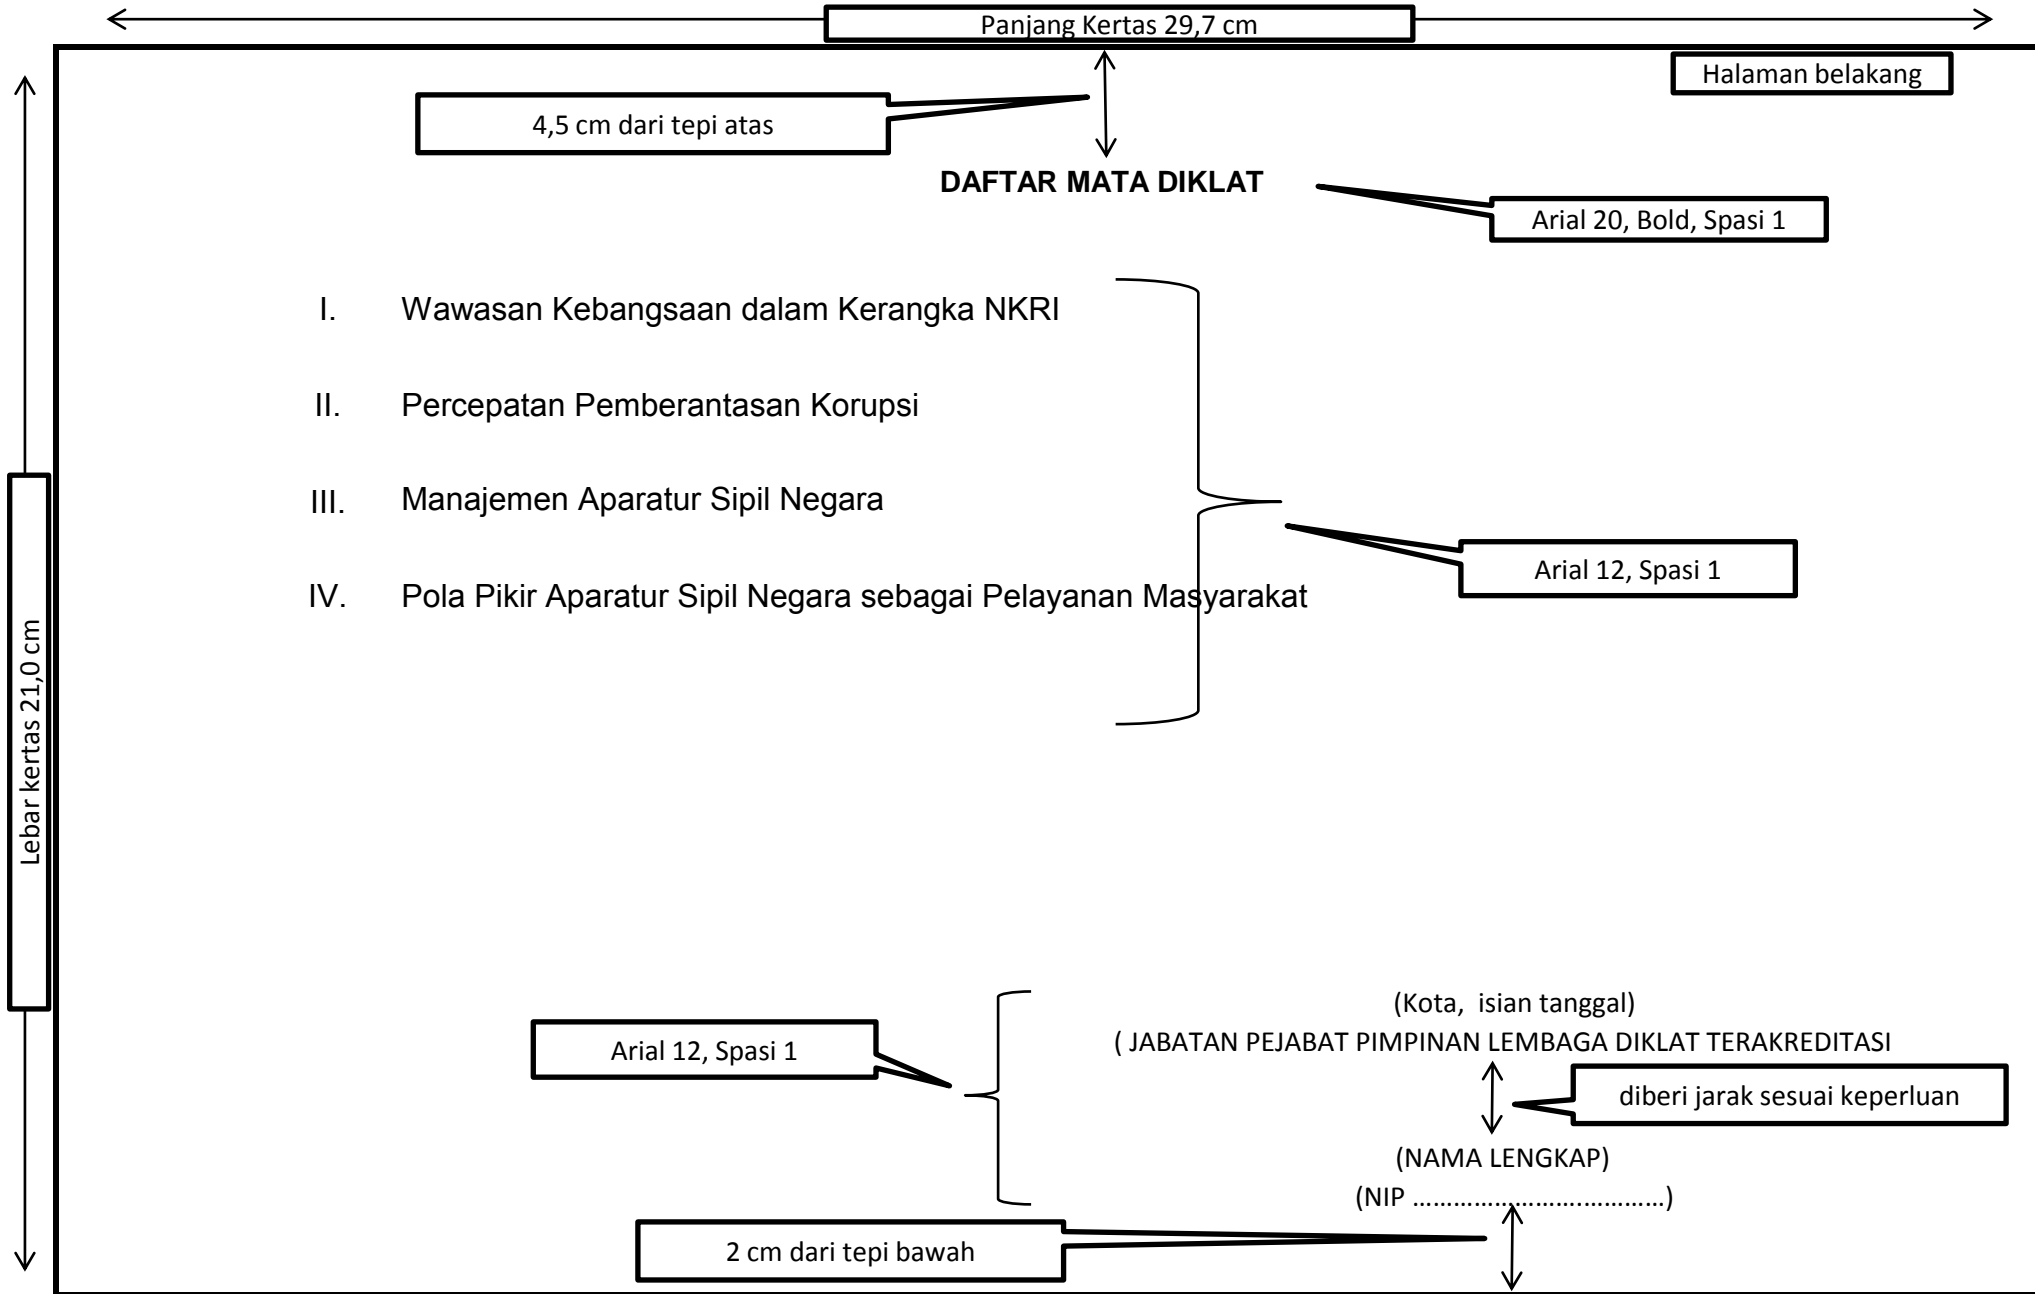 Panjang Kertas 29,7 cm
Halaman belakang
4,5 cm dari tepi atas
DAFTAR MATA DIKLAT
Arial 20, Bold, Spasi 1
I. Wawasan Kebangsaan dalam Kerangka NKRI
II. Percepatan Pemberantasan Korupsi
III. Manajemen Aparatur Sipil Negara
Arial 12, Spasi 1
IV. Pola Pikir Aparatur Sipil Negara sebagai Pelayanan Masyarakat
Lebar kertas 21,0 cm
(Kota,  isian tanggal)
Arial 12, Spasi 1
( JABATAN PEJABAT PIMPINAN LEMBAGA DIKLAT TERAKREDITASI
diberi jarak sesuai keperluan
(NAMA LENGKAP)
(NIP ……………………………….)
2 cm dari tepi bawah